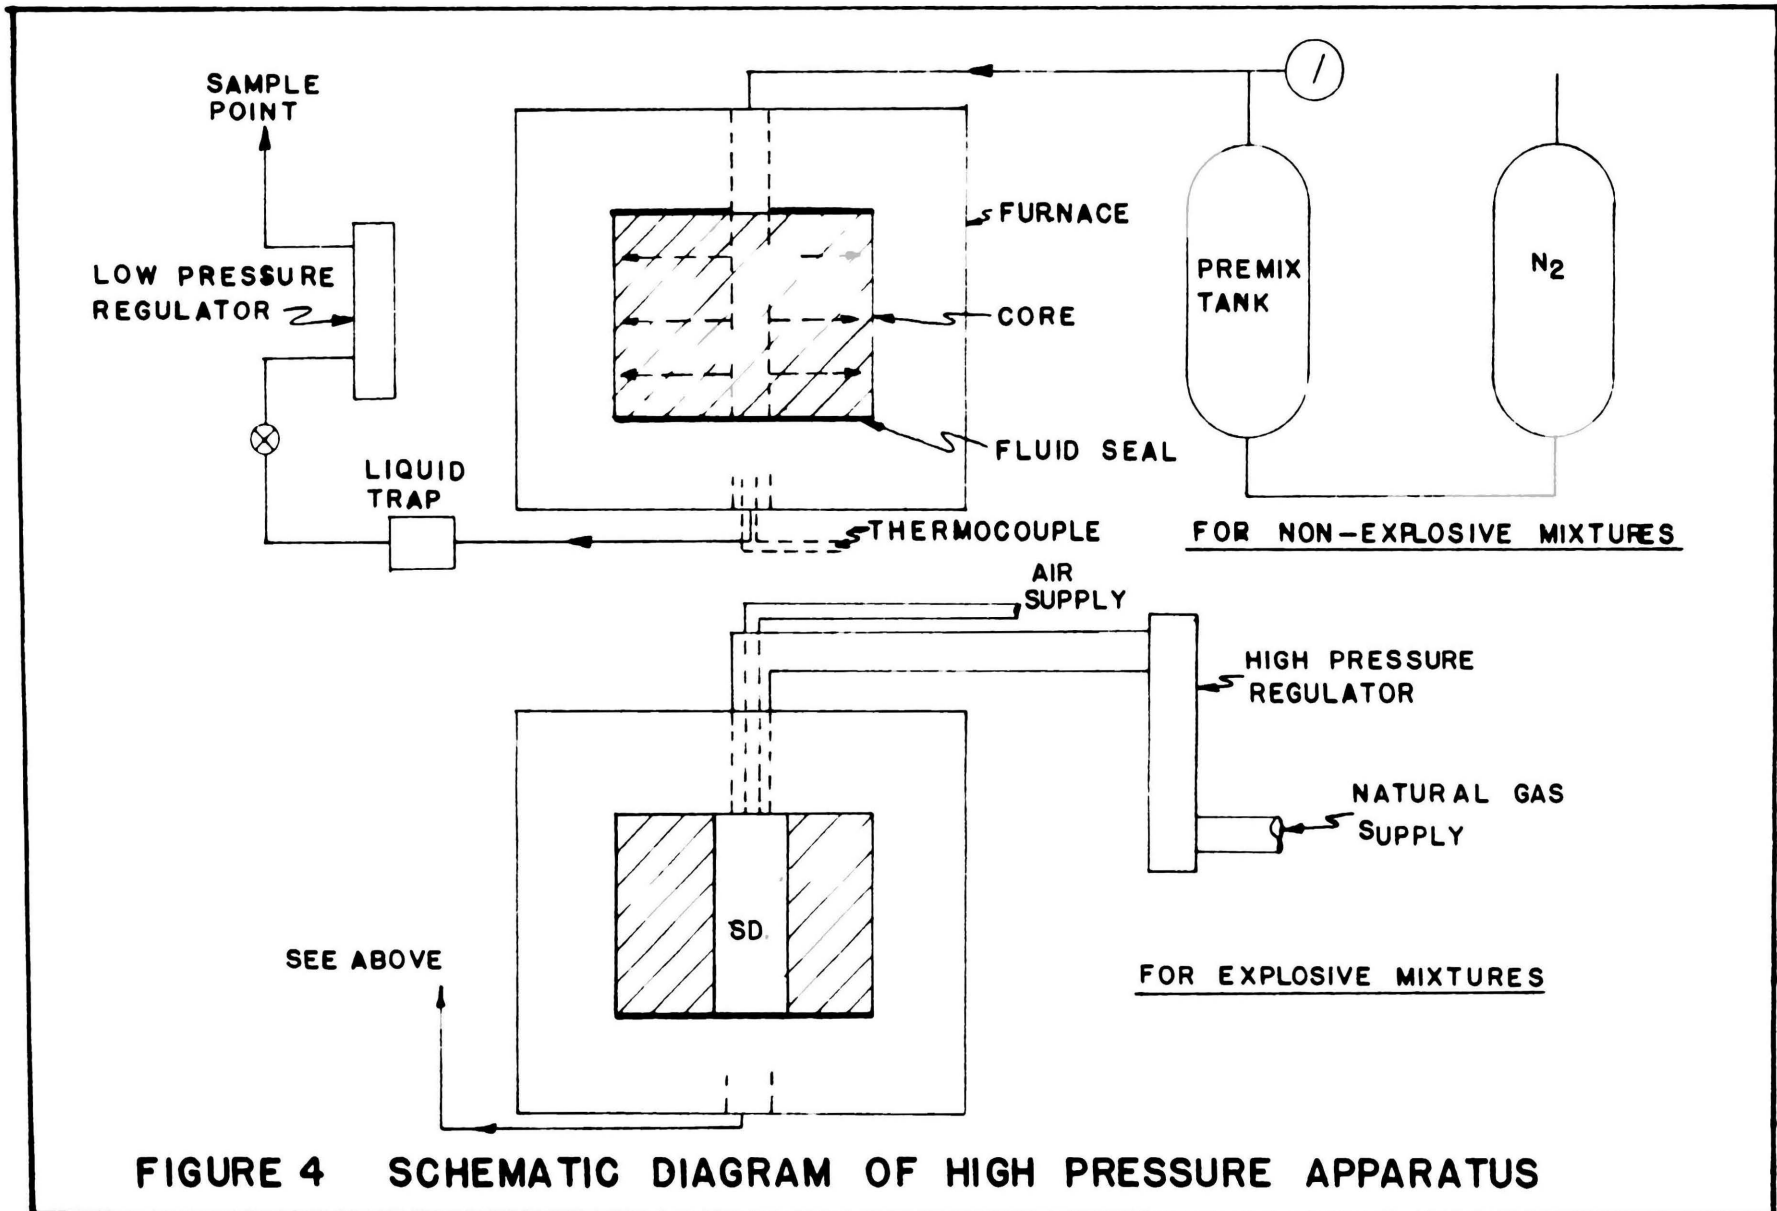 SAMPLE
POINT
LOW PRESSURE
REGULATOR
LIQUID
TRAP
FURNACE
CORE
FLUID SEAL
THERMOCOUPLE
PREMIX
TANK
N2
FOR NON-EXPLOSIVE MIXTURES
AIR
SUPPLY
HIGH PRESSURE
REGULATOR
NATURAL GAS
SUPPLY
SD.
SEE ABOVE
FOR EXPLOSIVE MIXTURES
FIGURE 4 SCHEMATIC DIAGRAM OF HIGH PRESSURE APPARATUS